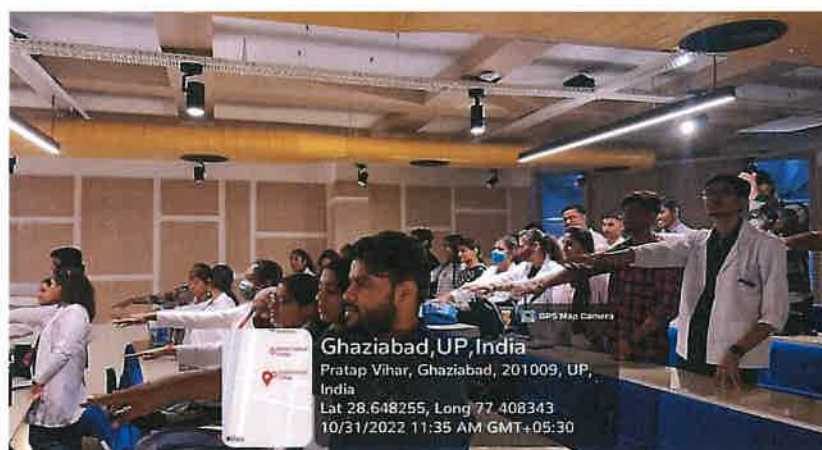 GPS Map Camera
Ghaziabad,UP,India
Pratap Vihar, Ghaziabad, 201009, UP,
India
Lat 28.648255, Long 77.408343
10/31/2022 11:35 AM GMT+05:30